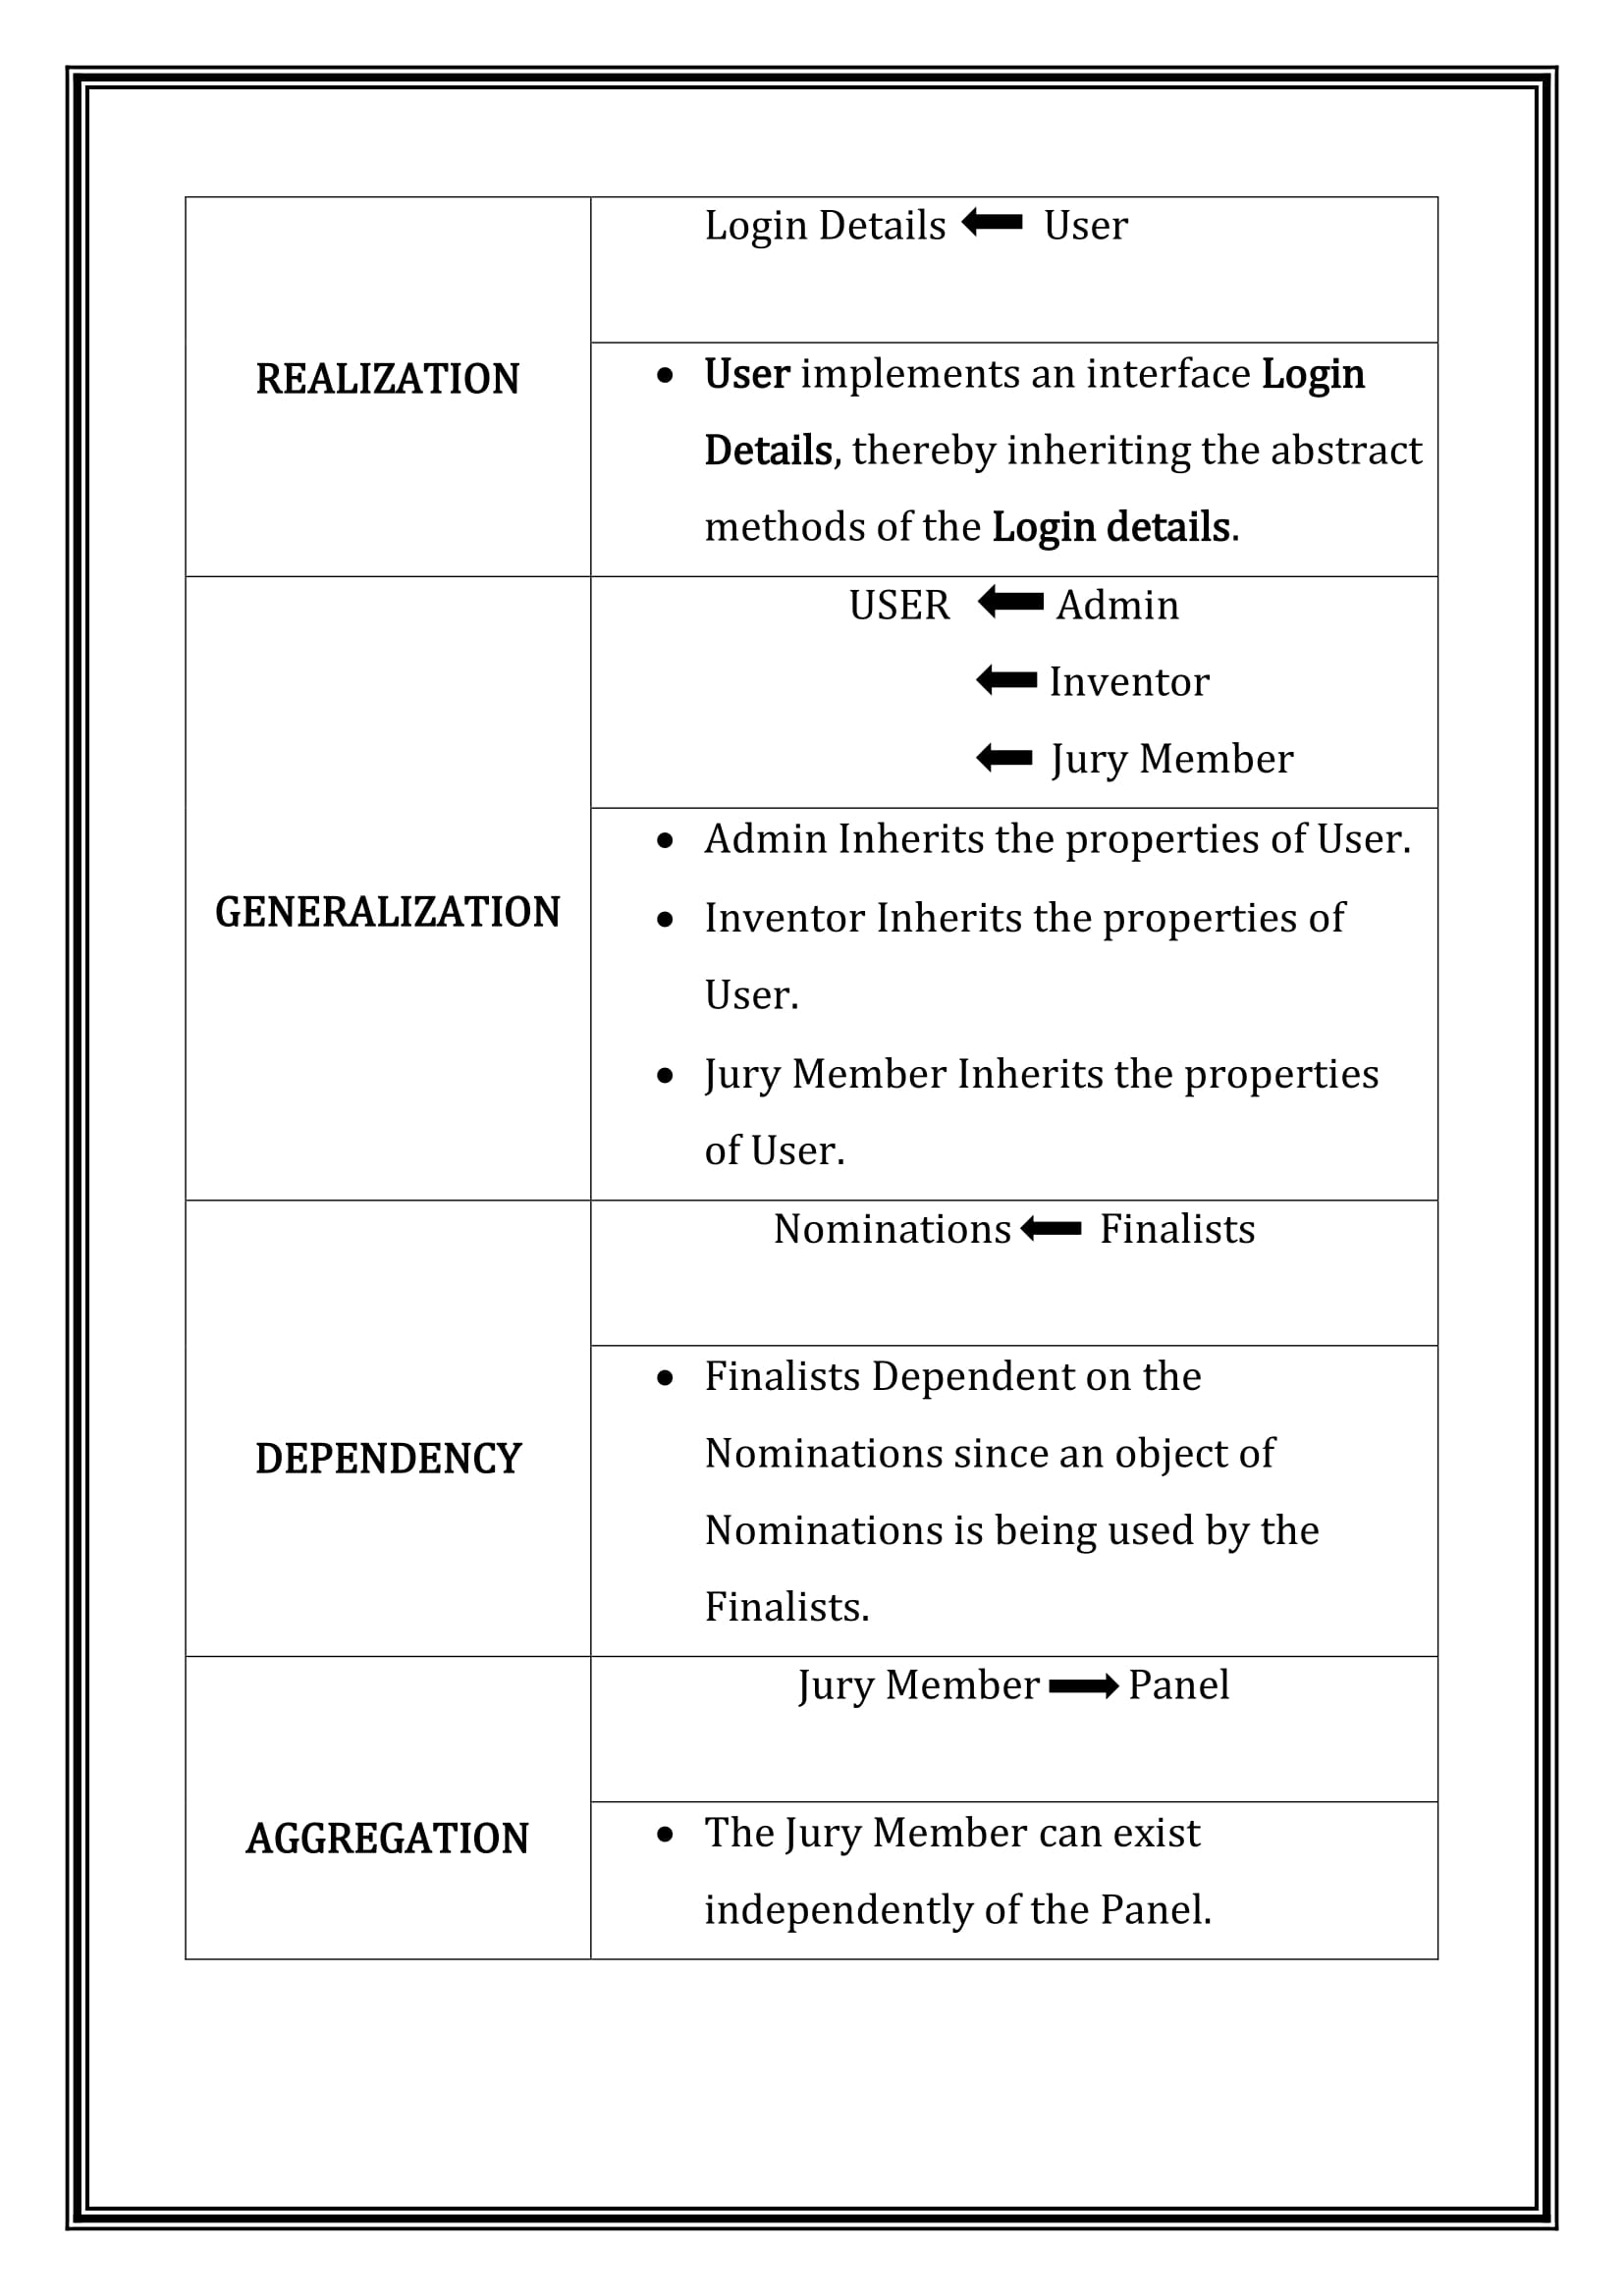 Login Details ⬅ User
REALIZATION
• User implements an interface Login
Details, thereby inheriting the abstract
methods of the Login details.
USER ⬅ Admin
⬅ Inventor
⬅ Jury Member
GENERALIZATION
• Admin Inherits the properties of User.
• Inventor Inherits the properties of
User.
• Jury Member Inherits the properties
of User.
Nominations ⬅ Finalists
DEPENDENCY
• Finalists Dependent on the
Nominations since an object of
Nominations is being used by the
Finalists.
Jury Member ➡ Panel
AGGREGATION
• The Jury Member can exist
independently of the Panel.